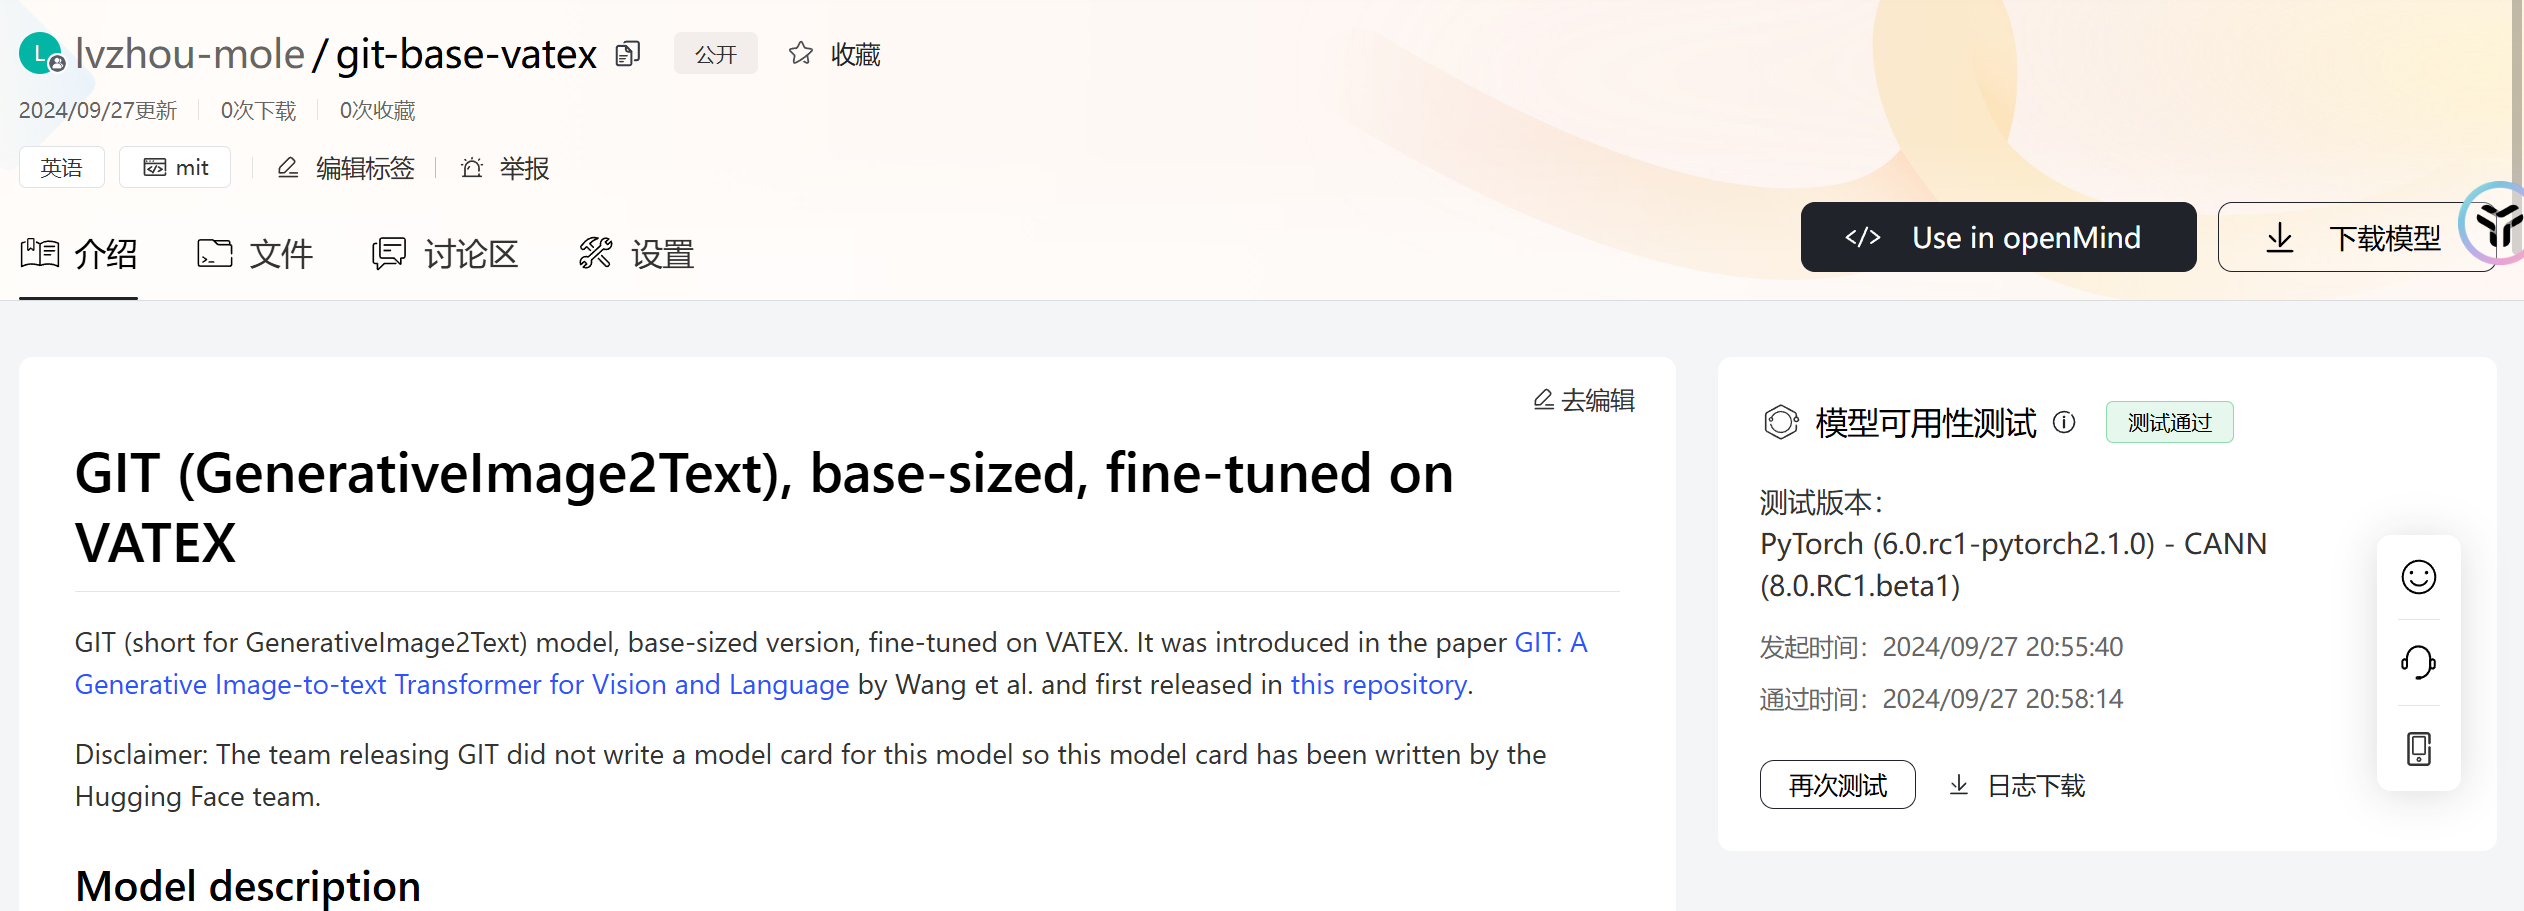 L lvzhou-mole / git-base-vatex 公开 收藏
2024/09/27更新 0次下载 0次收藏
英语 mit 编辑标签 举报
介绍 文件 讨论区 设置
</> Use in openMind 下载模型
去编辑
GIT (GenerativeImage2Text), base-sized, fine-tuned on
VATEX
GIT (short for GenerativeImage2Text) model, base-sized version, fine-tuned on VATEX. It was introduced in the paper GIT: A
Generative Image-to-text Transformer for Vision and Language by Wang et al. and first released in this repository.
Disclaimer: The team releasing GIT did not write a model card for this model so this model card has been written by the
Hugging Face team.
Model description
模型可用性测试 测试通过
测试版本：
PyTorch (6.0.rc1-pytorch2.1.0) - CANN
(8.0.RC1.beta1)
发起时间：2024/09/27 20:55:40
通过时间：2024/09/27 20:58:14
再次测试 日志下载